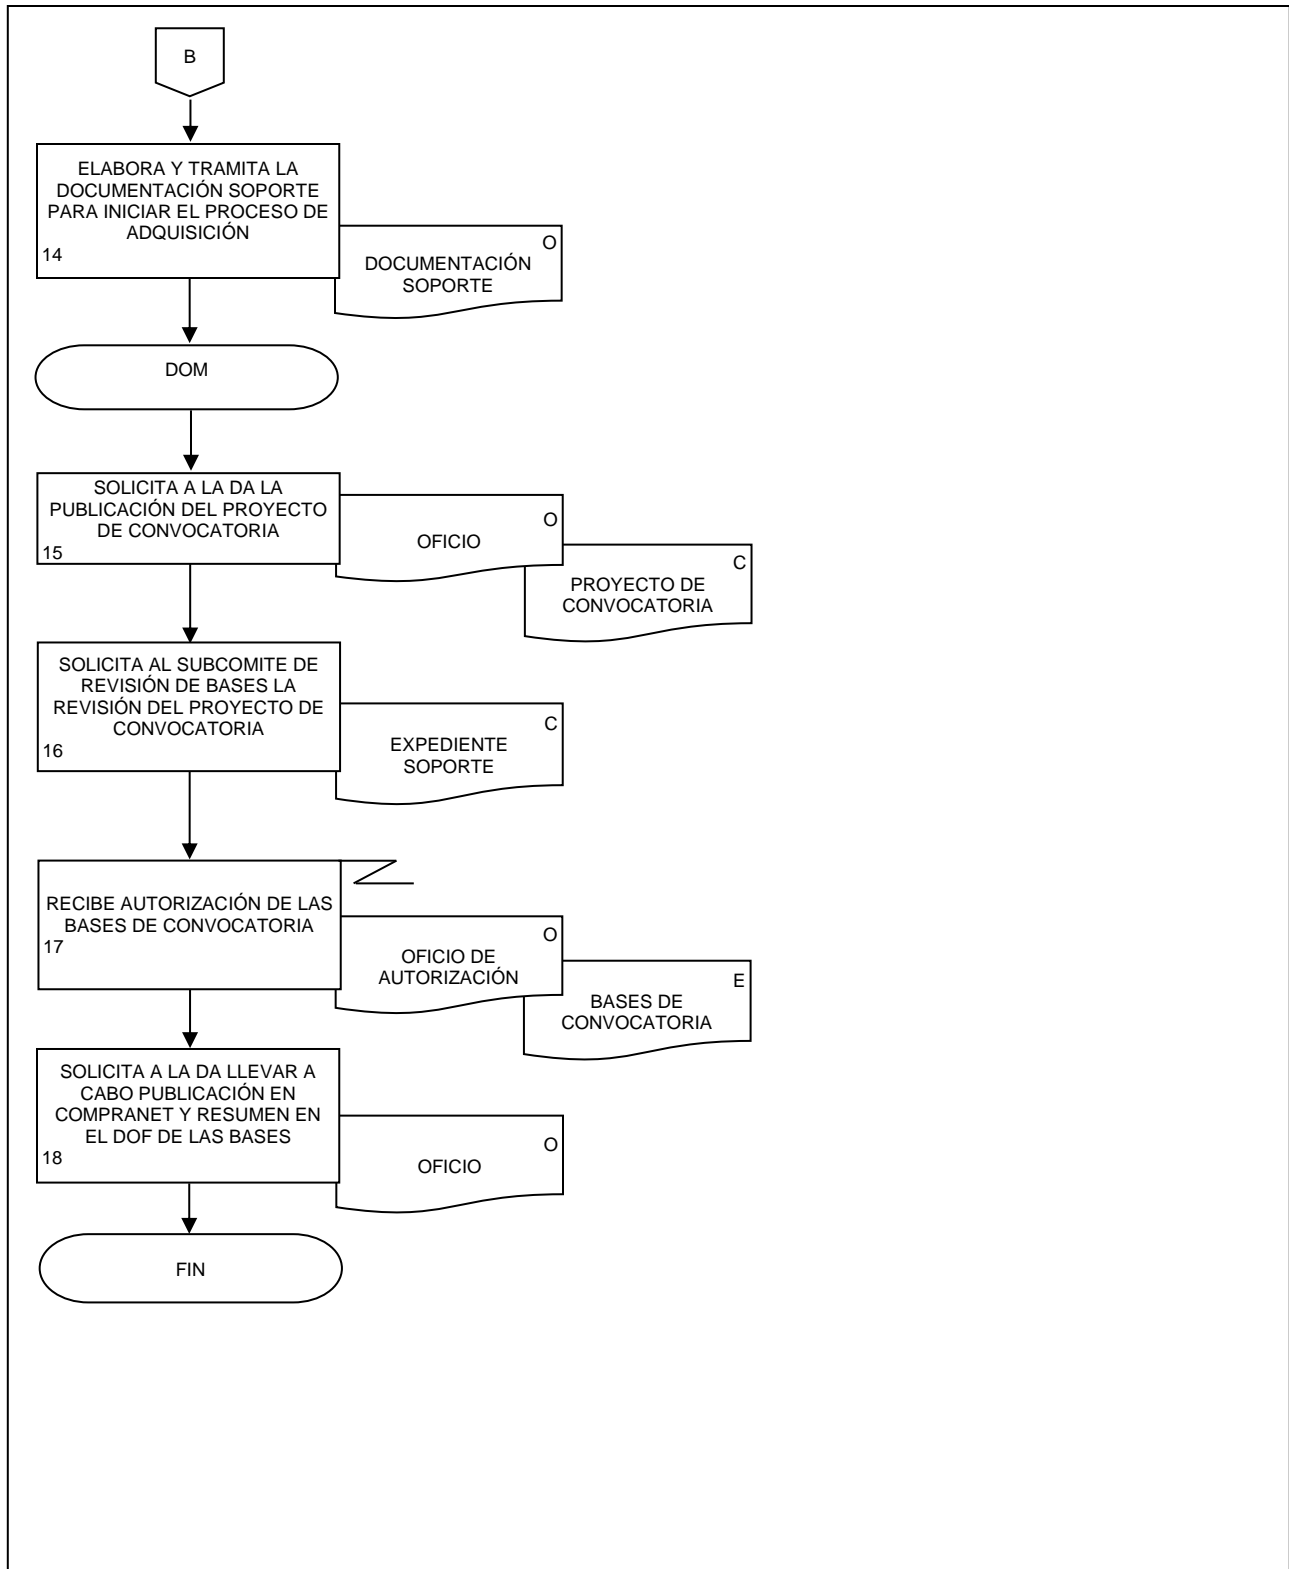 B
ELABORA Y TRAMITA LA
DOCUMENTACIÓN SOPORTE
PARA INICIAR EL PROCESO DE
ADQUISICIÓN
14
O
DOCUMENTACIÓN
SOPORTE
DOM
SOLICITA A LA DA LA
PUBLICACIÓN DEL PROYECTO
DE CONVOCATORIA
15
O
OFICIO
C
PROYECTO DE
CONVOCATORIA
SOLICITA AL SUBCOMITE DE
REVISIÓN DE BASES LA
REVISIÓN DEL PROYECTO DE
CONVOCATORIA
16
C
EXPEDIENTE
SOPORTE
RECIBE AUTORIZACIÓN DE LAS
BASES DE CONVOCATORIA
17
O
OFICIO DE
AUTORIZACIÓN
E
BASES DE
CONVOCATORIA
SOLICITA A LA DA LLEVAR A
CABO PUBLICACIÓN EN
COMPRANET Y RESUMEN EN
EL DOF DE LAS BASES
18
O
OFICIO
FIN